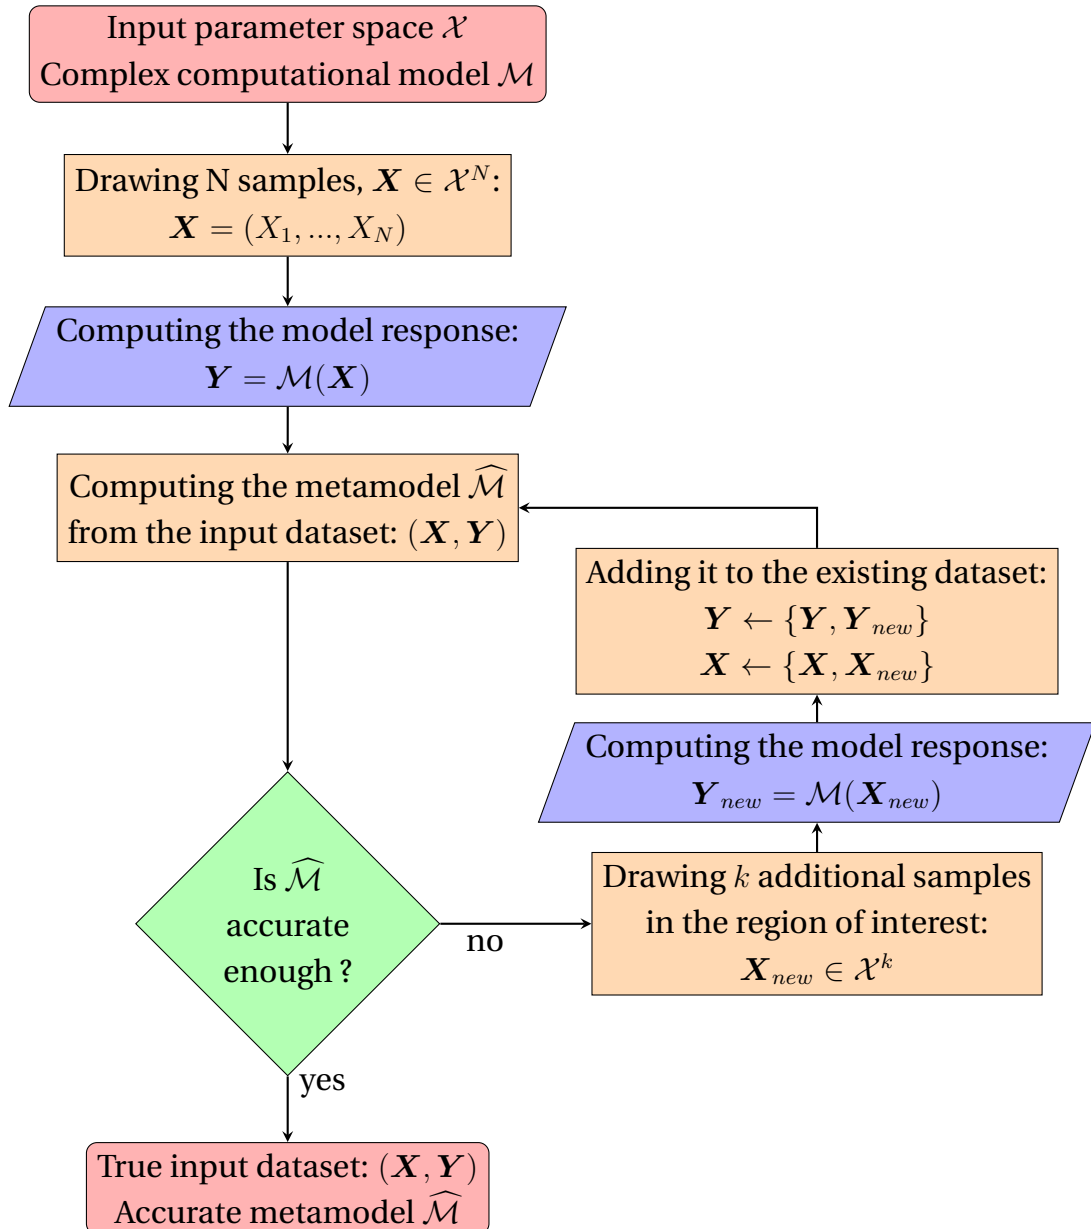 Input parameter space 𝒳
Complex computational model ℳ
Drawing N samples, 𝑿 ∈ 𝒳^N:
𝑿 = (X_1, ..., X_N)
Computing the model response:
𝒀 = ℳ(𝑿)
Computing the metamodel ℳ̂
from the input dataset: (𝑿, 𝒀)
Is ℳ̂
accurate
enough ?
no
Drawing k additional samples
in the region of interest:
𝑿_new ∈ 𝒳^k
Computing the model response:
𝒀_new = ℳ(𝑿_new)
Adding it to the existing dataset:
𝒀 ← {𝒀, 𝒀_new}
𝑿 ← {𝑿, 𝑿_new}
yes
True input dataset: (𝑿, 𝒀)
Accurate metamodel ℳ̂